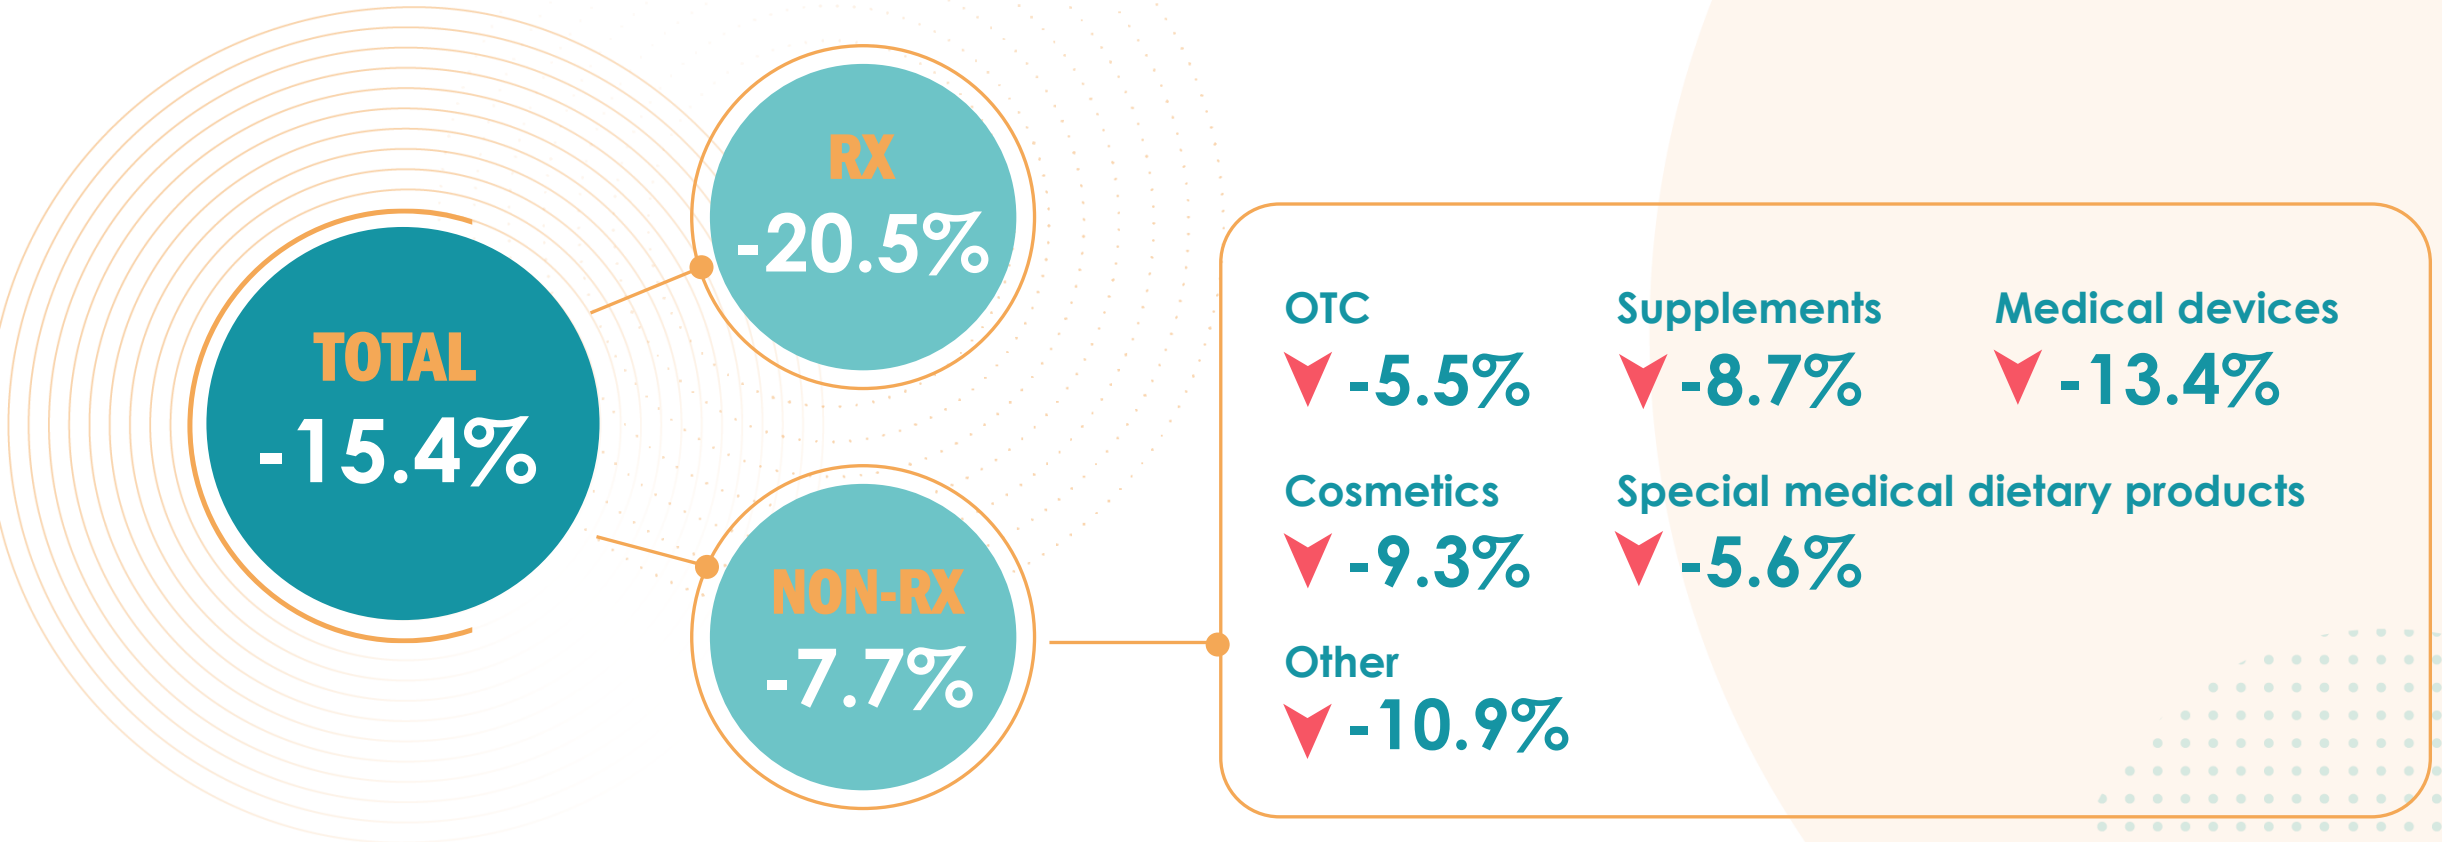 TOTAL
-15.4%
RX
-20.5%
NON-RX
-7.7%
OTC
-5.5%
Supplements
-8.7%
Medical devices
-13.4%
Cosmetics
-9.3%
Special medical dietary products
-5.6%
Other
-10.9%